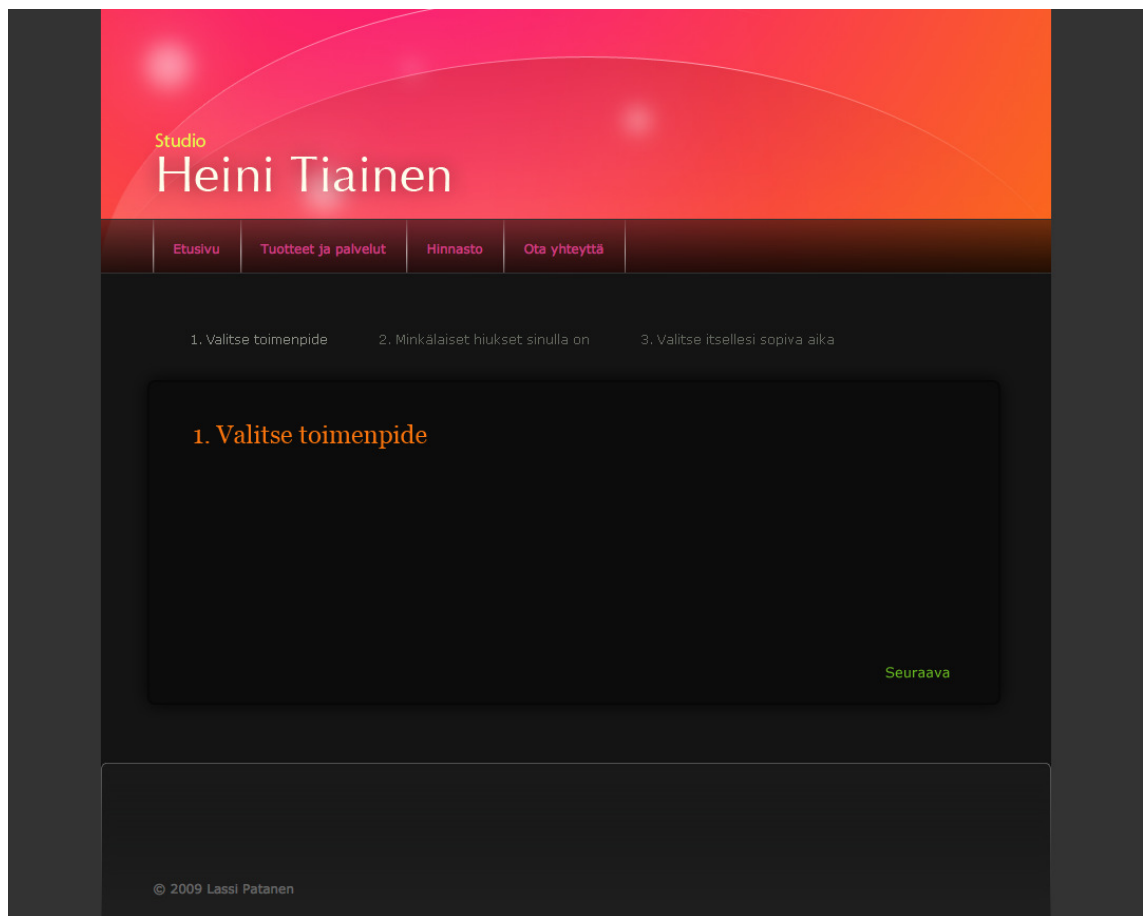 Studio
Heini Tiainen
Etusivu Tuotteet ja palvelut Hinnasto Ota yhteyttä
1. Valitse toimenpide 2. Minkälaiset hiukset sinulla on 3. Valitse itsellesi sopiva aika
1. Valitse toimenpide
Seuraava
© 2009 Lassi Patanen